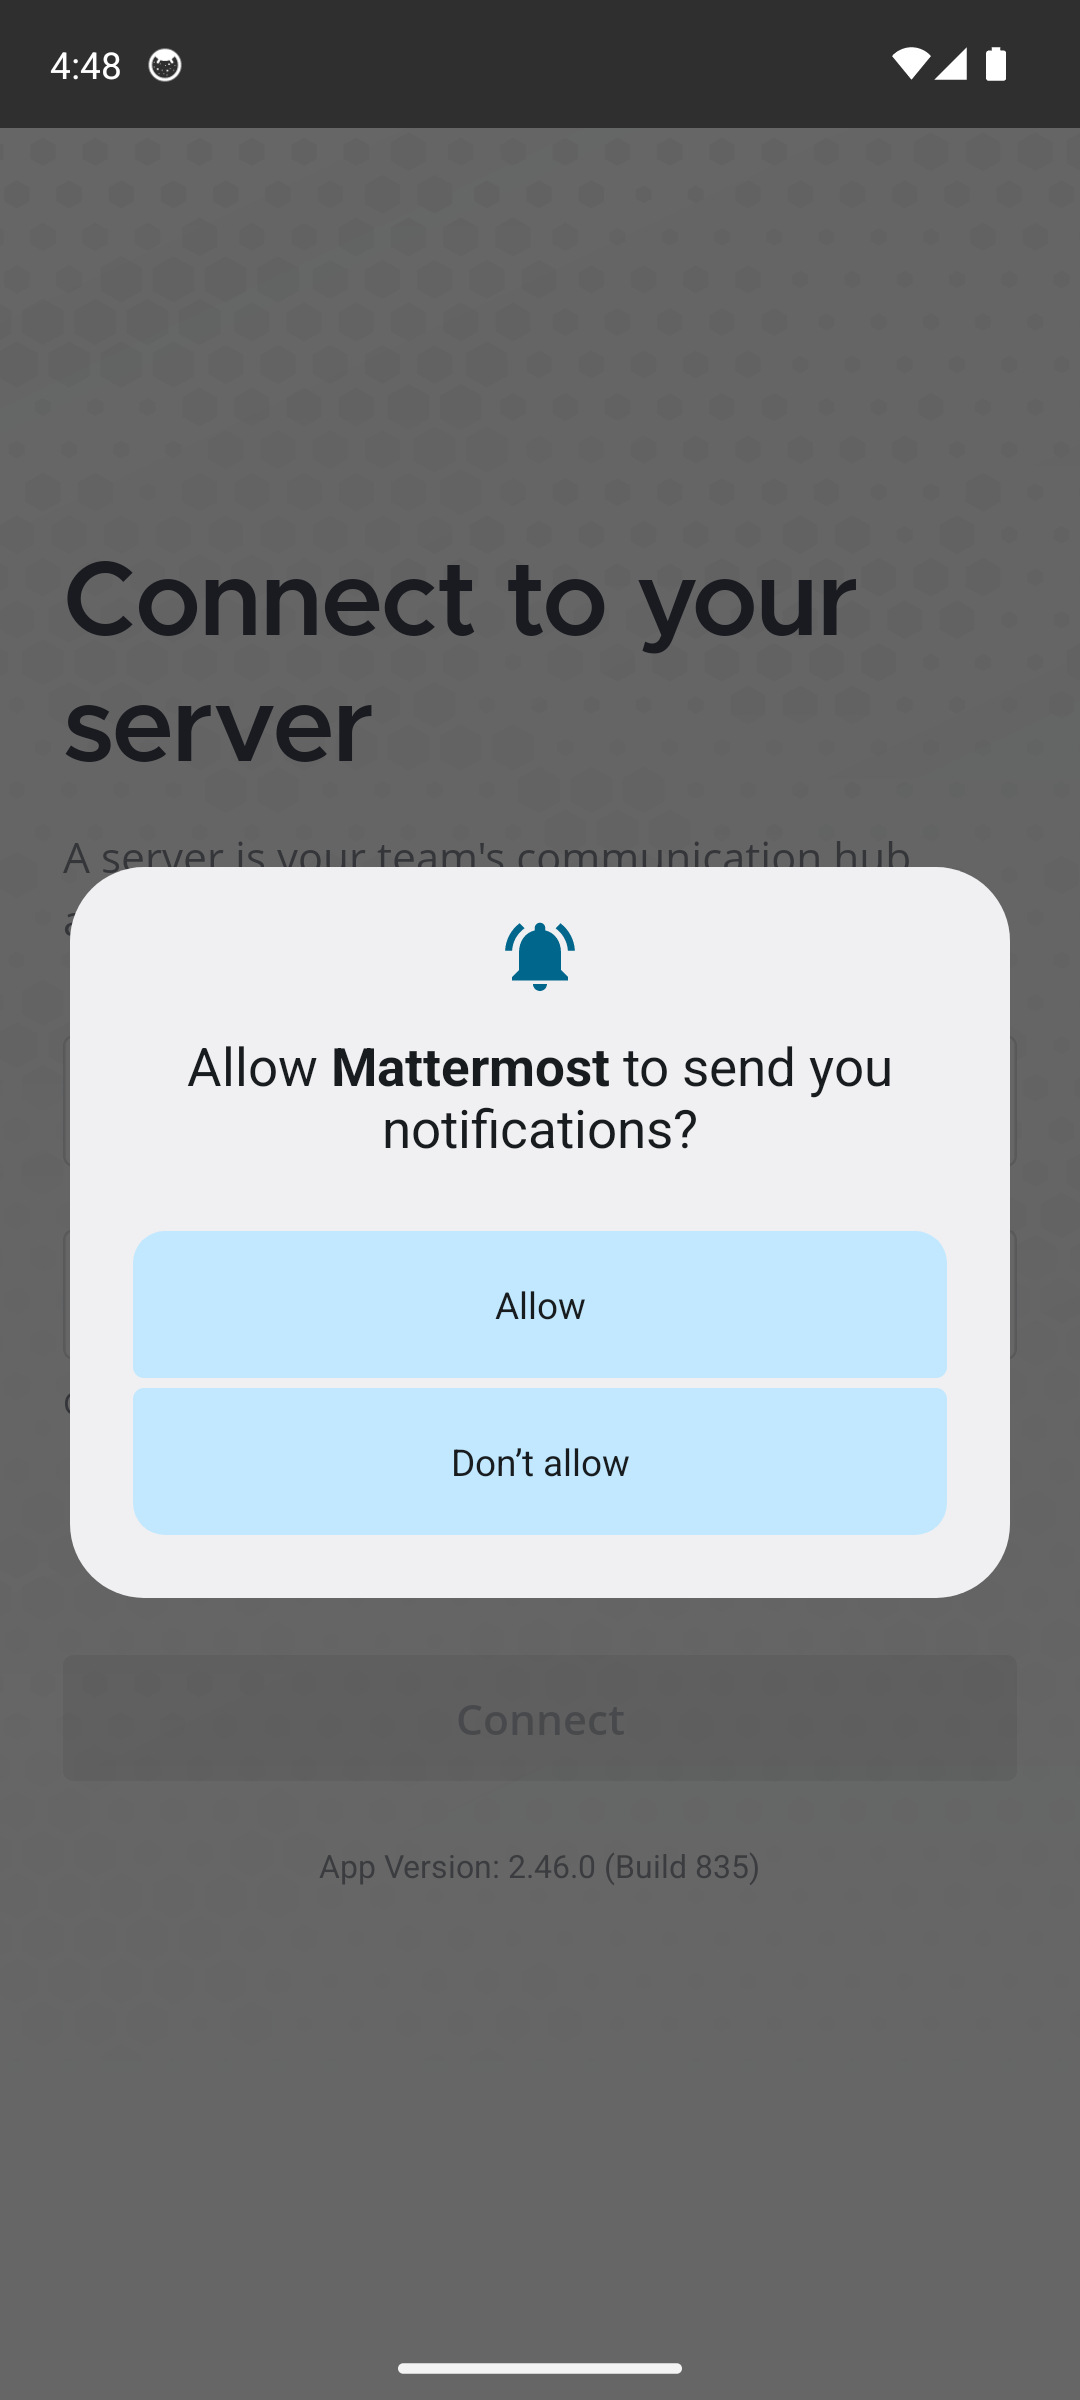 4:48
Connect to your
server
A server is your team's communication hub
Allow Mattermost to send you
notifications?
Allow
Don't allow
Connect
App Version: 2.46.0 (Build 835)